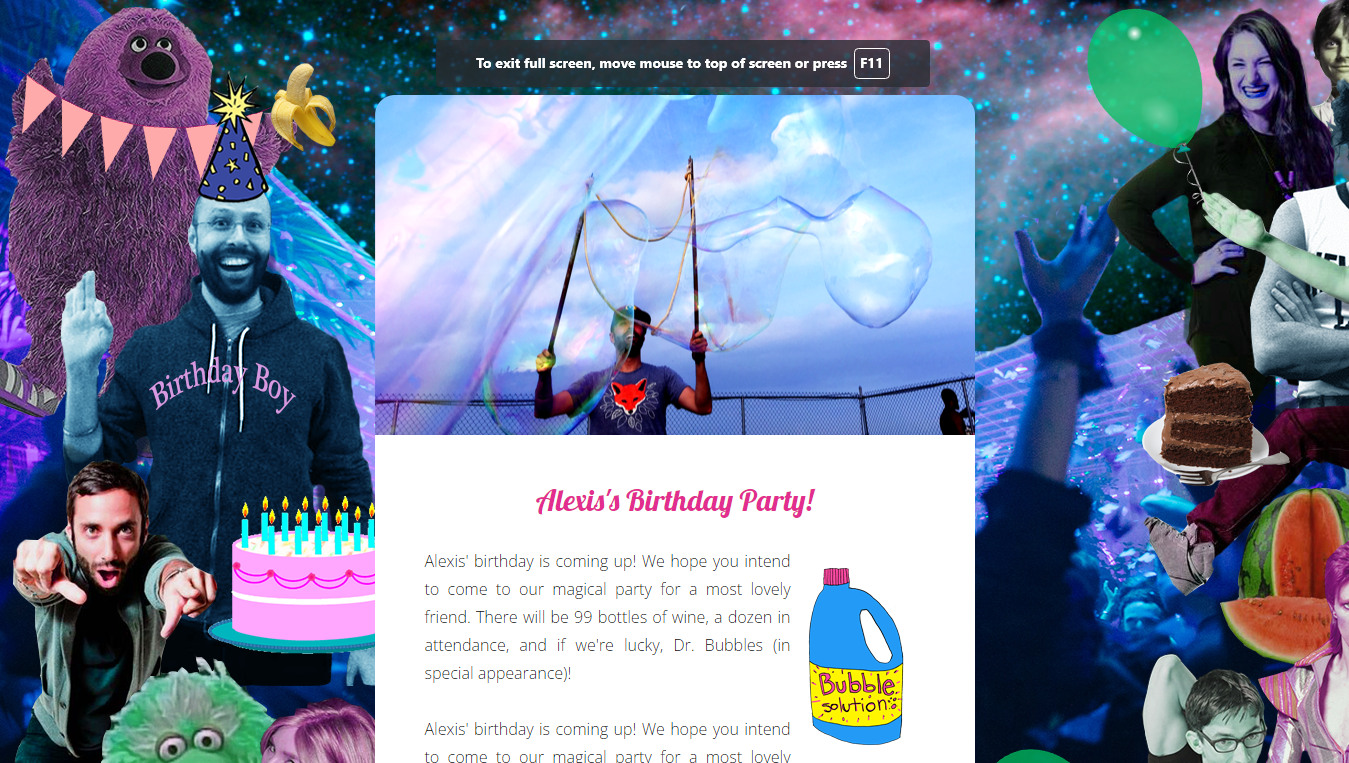 To exit full screen, move mouse to top of screen or press F11
Birthday Boy
Alexis's Birthday Party!
Alexis' birthday is coming up! We hope you intend
to come to our magical party for a most lovely
friend. There will be 99 bottles of wine, a dozen in
attendance, and if we're lucky, Dr. Bubbles (in
special appearance)!
Bubble
solution
Alexis' birthday is coming up! We hope you intend
to come to our magical party for a most lovely